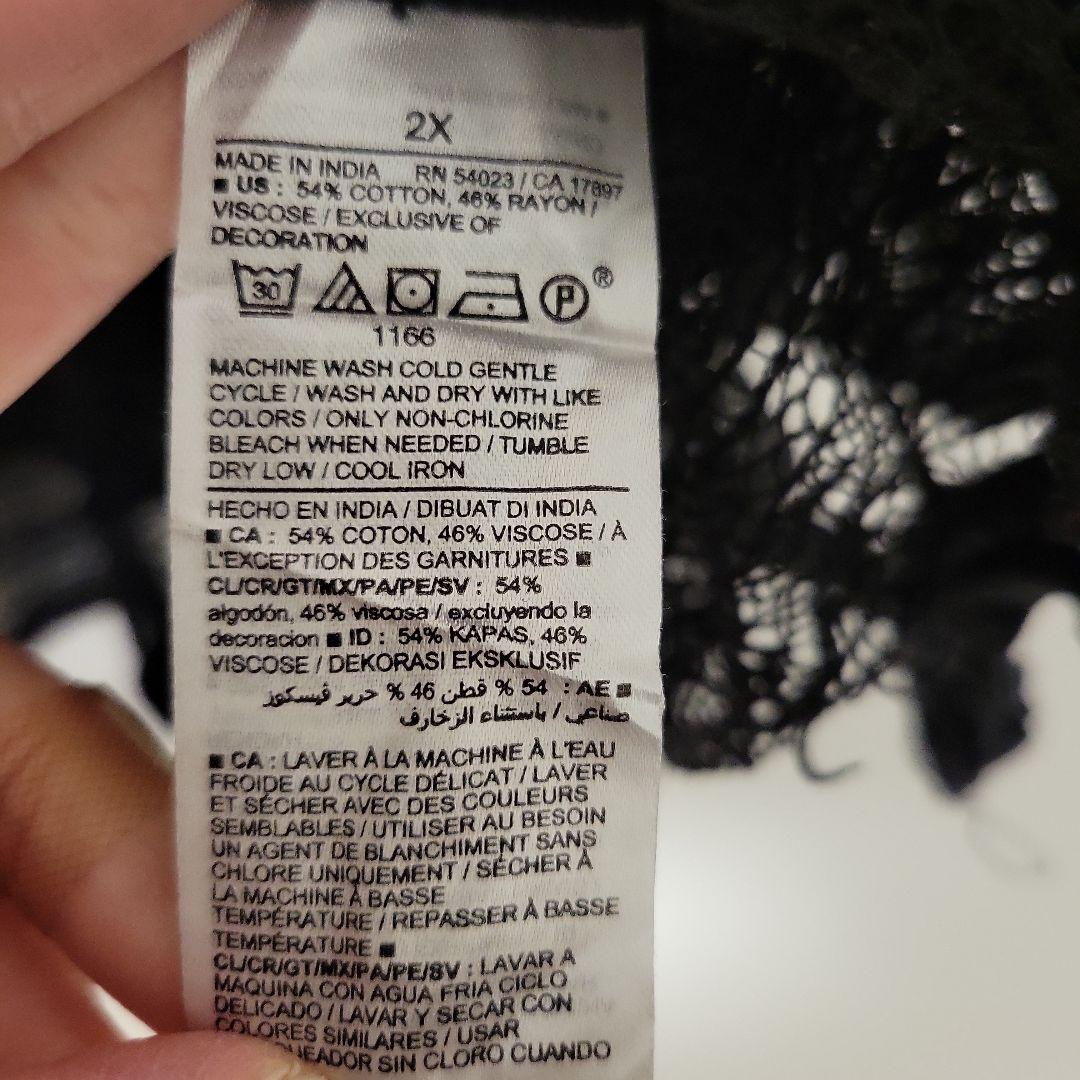 2X
MADE IN INDIA RN 54023 / CA 17897
■ US : 54% COTTON, 46% RAYON /
VISCOSE / EXCLUSIVE OF
DECORATION
30 P ®
1166
MACHINE WASH COLD GENTLE
CYCLE / WASH AND DRY WITH LIKE
COLORS / ONLY NON-CHLORINE
BLEACH WHEN NEEDED / TUMBLE
DRY LOW / COOL IRON
HECHO EN INDIA / DIBUAT DI INDIA
■ CA : 54% COTON, 46% VISCOSE / À
L'EXCEPTION DES GARNITURES ■
CL/CR/GT/MX/PA/PE/SV : 54%
algodón, 46% viscosa / excluyendo la
decoracion ■ ID : 54% KAPAS, 46%
VISCOSE / DEKORASI EKSKLUSIF
■ AE : 54 % قطن 46 % حرير ڤيسكوز
صناعي / باستثناء الزخارف
■ CA : LAVER À LA MACHINE À L'EAU
FROIDE AU CYCLE DÉLICAT / LAVER
ET SÉCHER AVEC DES COULEURS
SEMBLABLES / UTILISER AU BESOIN
UN AGENT DE BLANCHIMENT SANS
CHLORE UNIQUEMENT / SÉCHER À
LA MACHINE À BASSE
TEMPÉRATURE / REPASSER À BASSE
TEMPÉRATURE ■
CL/CR/GT/MX/PA/PE/SV : LAVAR A
MAQUINA CON AGUA FRIA CICLO
DELICADO / LAVAR Y SECAR CON
COLORES SIMILARES / USAR
SIN CLORO CUANDO